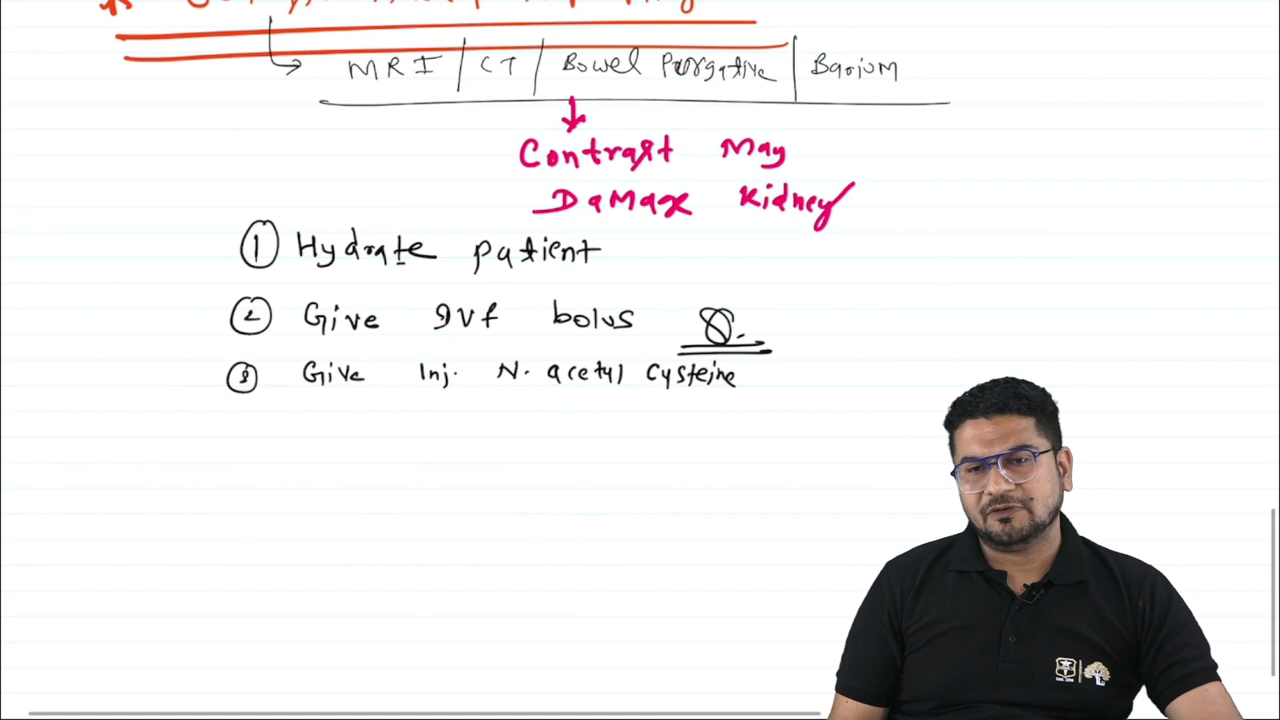 MRI / CT / Bowel Purgative | Barium
Contrast May
Damage Kidney
① Hydrate patient
② Give IVF bolus
③ Give Inj. N. acetyl cysteine